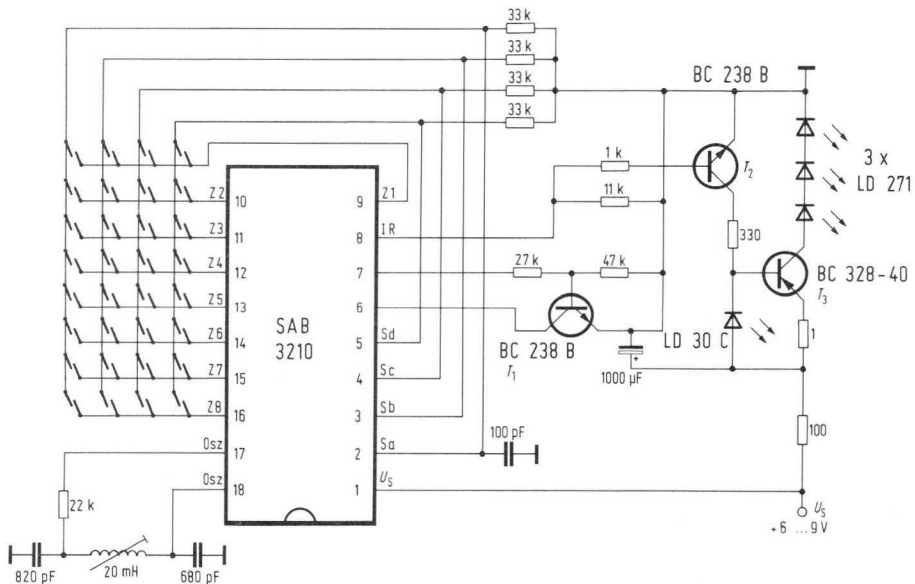 33 k
33 k
33 k
33 k
BC 238 B
3 x
LD 271
1 k
T2
11 k
330
BC 328-40
T3
27 k
47 k
1
BC 238 B
T1
1000 µF
+
LD 30 C
100
US
+6 ... 9 V
100 pF
SAB
3210
Z2 10
Z3 11
Z4 12
Z5 13
Z6 14
Z7 15
Z8 16
Osz 17
Osz 18
9 Z1
8 IR
7
6
5 Sd
4 Sc
3 Sb
2 Sa
1 US
22 k
820 pF
20 mH
680 pF